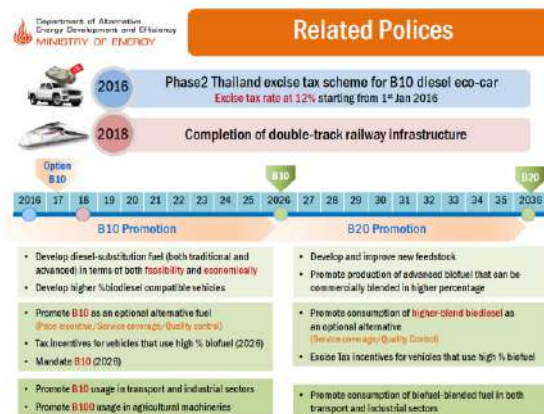 Department of Alternative
Energy Development and Efficiency
MINISTRY OF ENERGY
Related Polices
2016
Phase2 Thailand excise tax scheme for B10 diesel eco-car
Excise tax rate at 12% starting from 1st Jan 2016
2018
Completion of double-track railway infrastructure
Option
B10
B10
B20
2016 17 18 19 20 21 22 23 24 25 2026 27 28 29 30 31 32 33 34 35 2036
B10 Promotion
B20 Promotion
• Develop diesel-substitution fuel (both traditional and
advanced) in terms of both feasibility and economically
• Develop higher %biodiesel compatible vehicles
• Develop and improve new feedstock
• Promote production of advanced biofuel that can be
commercially blended in higher percentage
• Promote B10 as an optional alternative fuel
(Price incentive/Service coverage/Quality control)
• Tax incentives for vehicles that use high % biofuel (2026)
• Mandate B10 (2026)
• Promote consumption of higher-blend biodiesel as
an optional alternative
(Service coverage/Quality Control)
• Excise Tax incentives for vehicles that use high % biofuel
• Promote B10 usage in transport and industrial sectors
• Promote B100 usage in agricultural machineries
• Promote consumption of biofuel-blended fuel in both
transport and industrial sectors